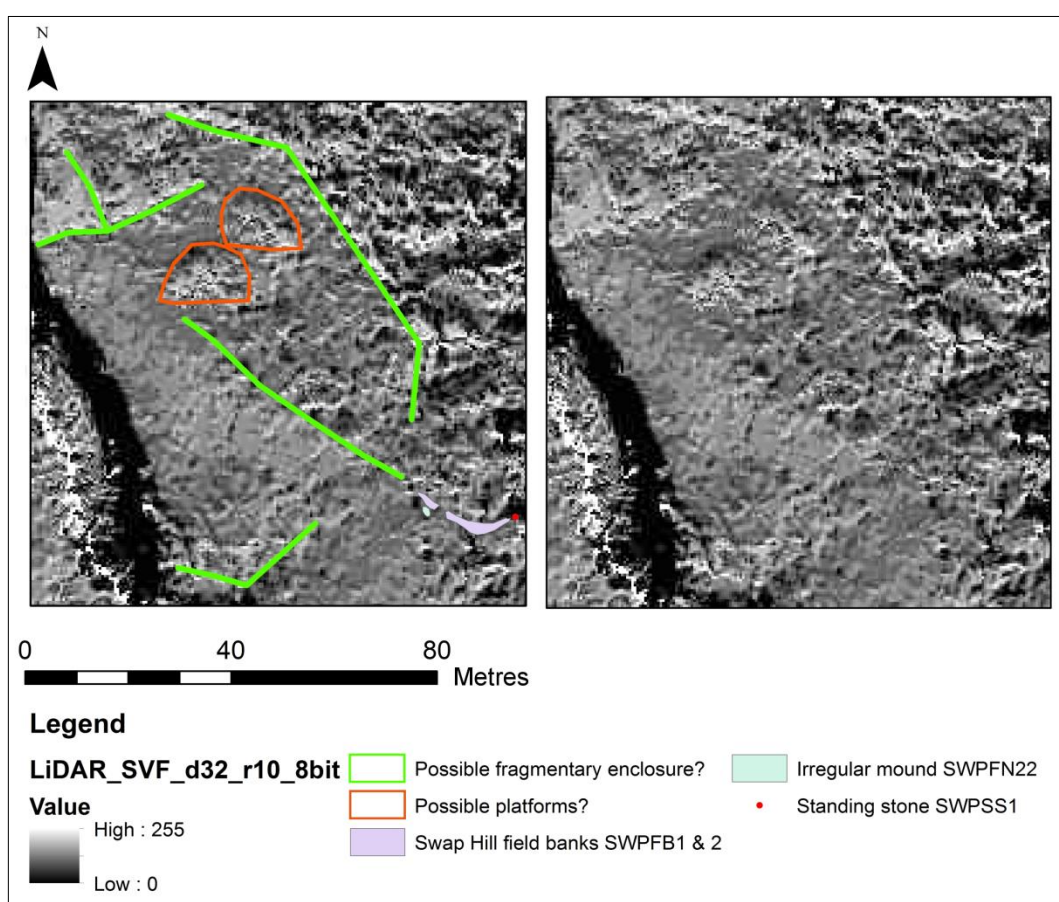 N
0 40 80
Metres
Legend
LiDAR_SVF_d32_r10_8bit
Value
High : 255
Low : 0
Possible fragmentary enclosure?
Possible platforms?
Swap Hill field banks SWPFB1 & 2
Irregular mound SWPFN22
Standing stone SWPSS1